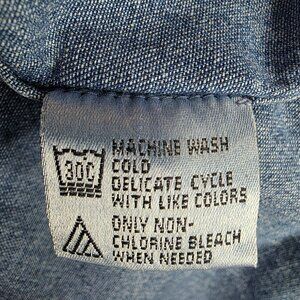 MACHINE WASH
COLD
30C
DELICATE CYCLE
WITH LIKE COLORS
ONLY NON-
CHLORINE BLEACH
WHEN NEEDED